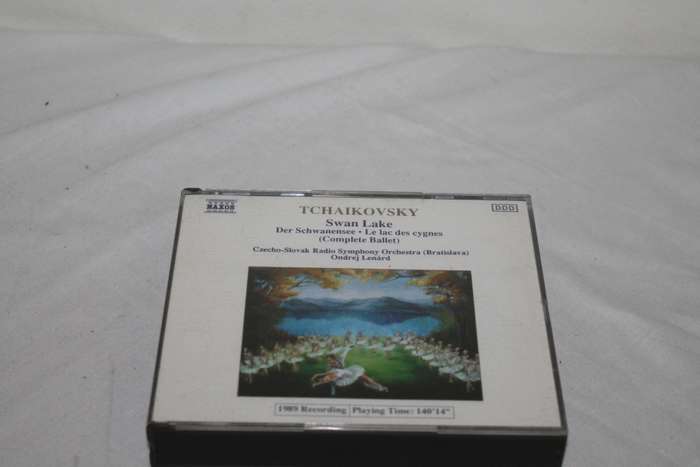 NAXOS
DDD
TCHAIKOVSKY
Swan Lake
Der Schwanensee • Le lac des cygnes
(Complete Ballet)
Czecho-Slovak Radio Symphony Orchestra (Bratislava)
Ondrej Lenárd
1989 Recording Playing Time: 140'14"